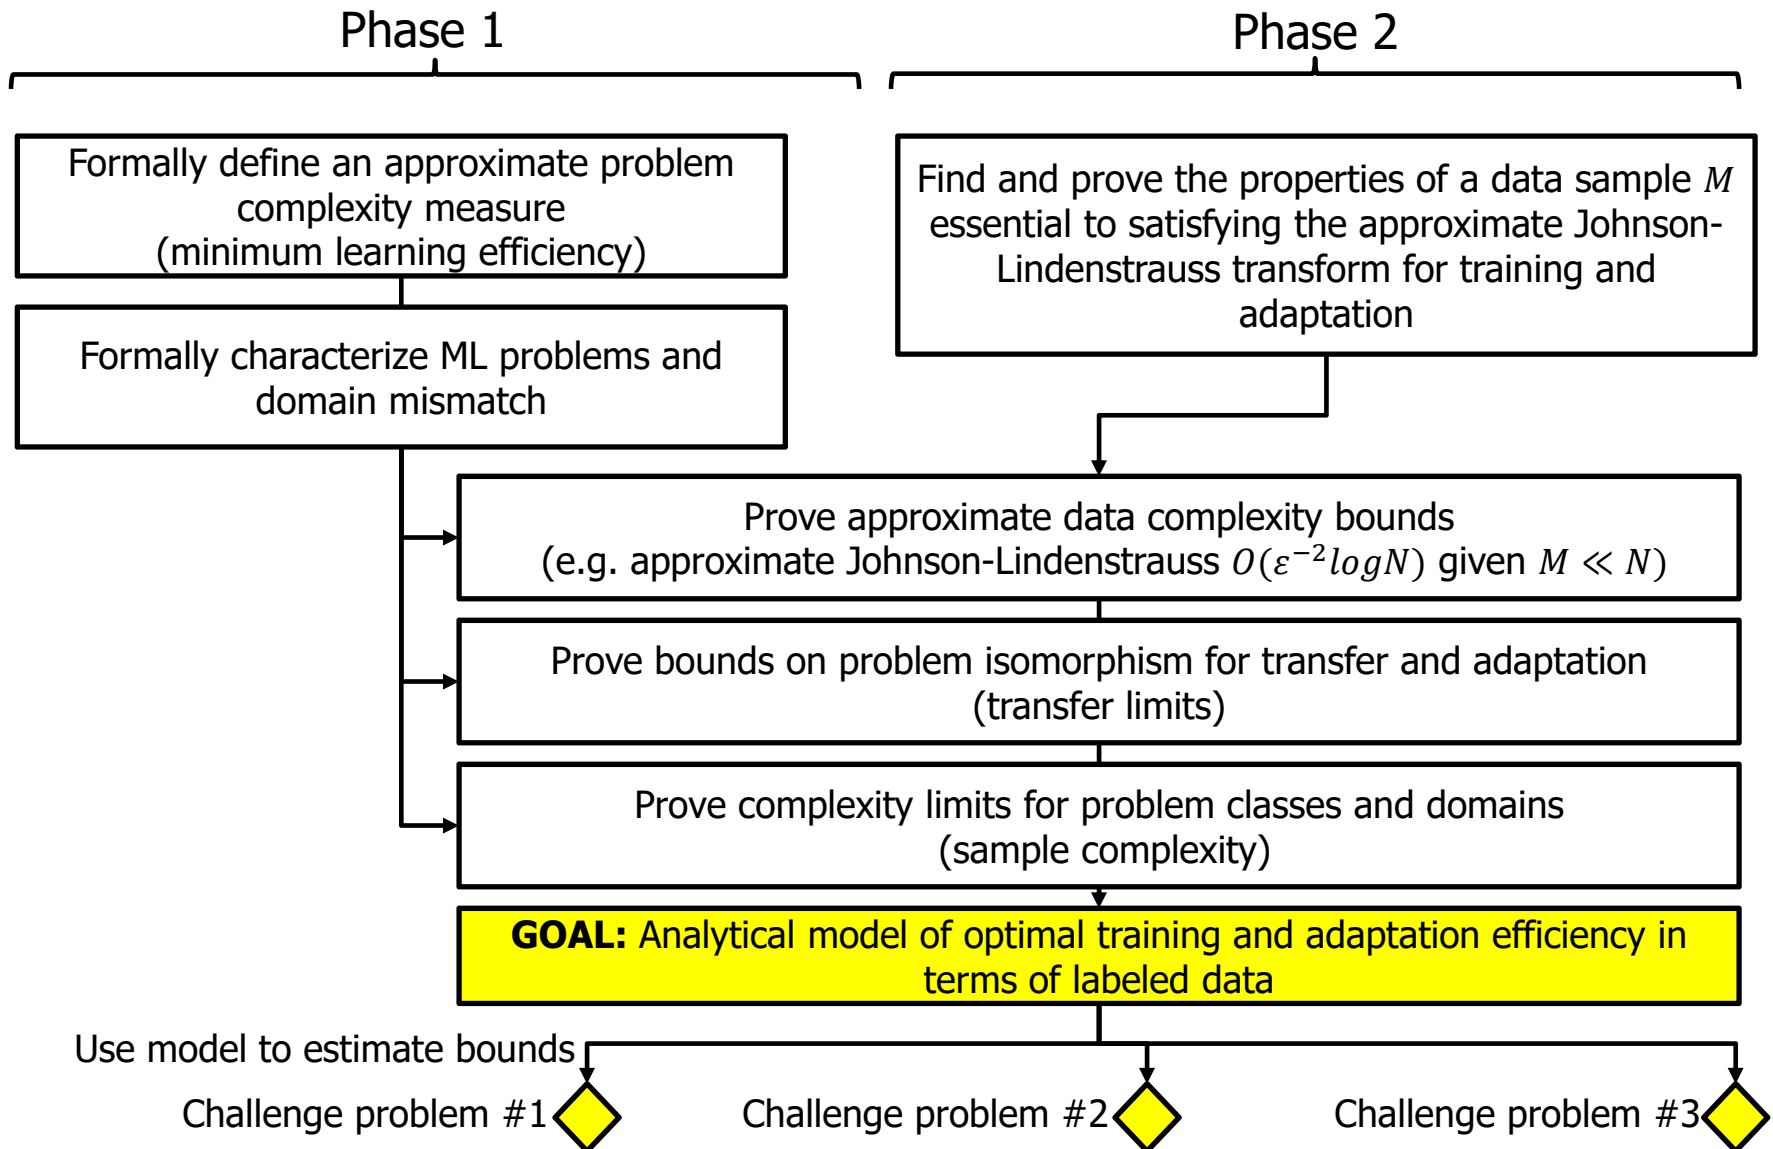 Phase 1
Phase 2
Formally define an approximate problem
complexity measure
(minimum learning efficiency)
Formally characterize ML problems and
domain mismatch
Find and prove the properties of a data sample M
essential to satisfying the approximate Johnson-
Lindenstrauss transform for training and
adaptation
Prove approximate data complexity bounds
(e.g. approximate Johnson-Lindenstrauss O(ε⁻²logN) given M ≪ N)
Prove bounds on problem isomorphism for transfer and adaptation
(transfer limits)
Prove complexity limits for problem classes and domains
(sample complexity)
GOAL: Analytical model of optimal training and adaptation efficiency in
terms of labeled data
Use model to estimate bounds
Challenge problem #1
Challenge problem #2
Challenge problem #3